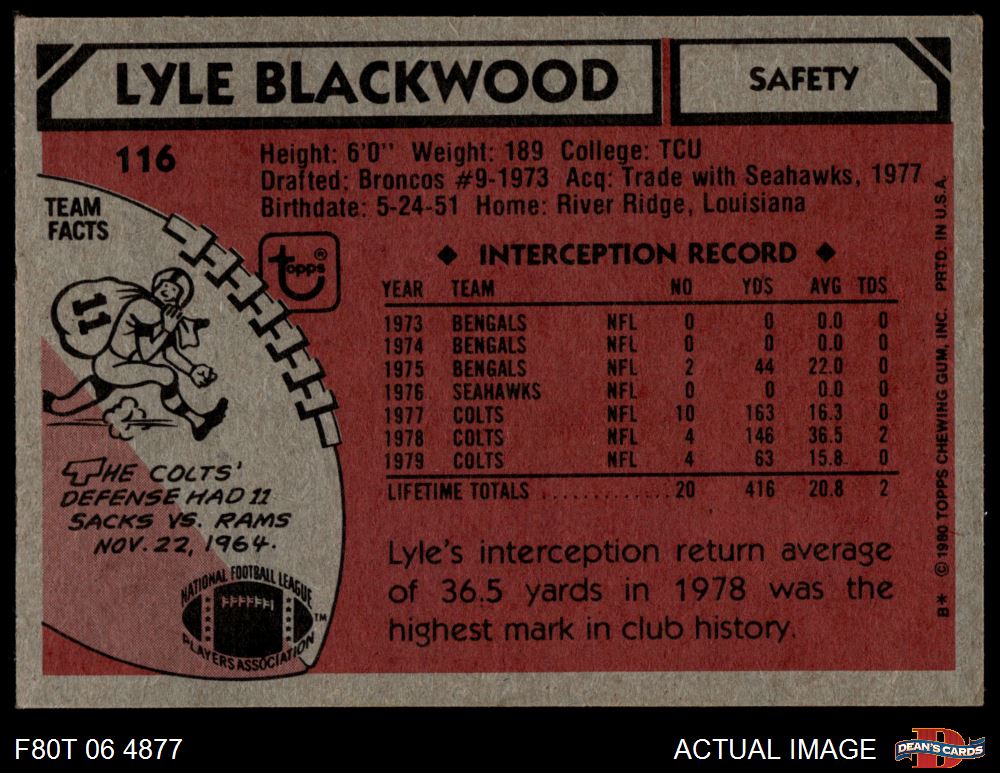 LYLE BLACKWOOD
SAFETY
116
Height: 6'0" Weight: 189 College: TCU
Drafted: Broncos #9-1973 Acq: Trade with Seahawks, 1977
Birthdate: 5-24-51 Home: River Ridge, Louisiana
TEAM
FACTS
topps®
11
◆ INTERCEPTION RECORD ◆
YEAR TEAM NO YDS AVG TDS
1973 BENGALS NFL 0 0 0.0 0
1974 BENGALS NFL 0 0 0.0 0
1975 BENGALS NFL 2 44 22.0 0
1976 SEAHAWKS NFL 0 0 0.0 0
1977 COLTS NFL 10 163 16.3 0
1978 COLTS NFL 4 146 36.5 2
1979 COLTS NFL 4 63 15.8 0
LIFETIME TOTALS ............ 20 416 20.8 2
THE COLTS'
DEFENSE HAD 11
SACKS VS. RAMS
NOV. 22, 1964.
NATIONAL FOOTBALL LEAGUE
PLAYERS ASSOCIATION
TM
Lyle's interception return average
of 36.5 yards in 1978 was the
highest mark in club history.
B* © 1980 TOPPS CHEWING GUM, INC. PRTD. IN U.S.A.
F80T 06 4877
ACTUAL IMAGE
D
DEAN'S CARDS